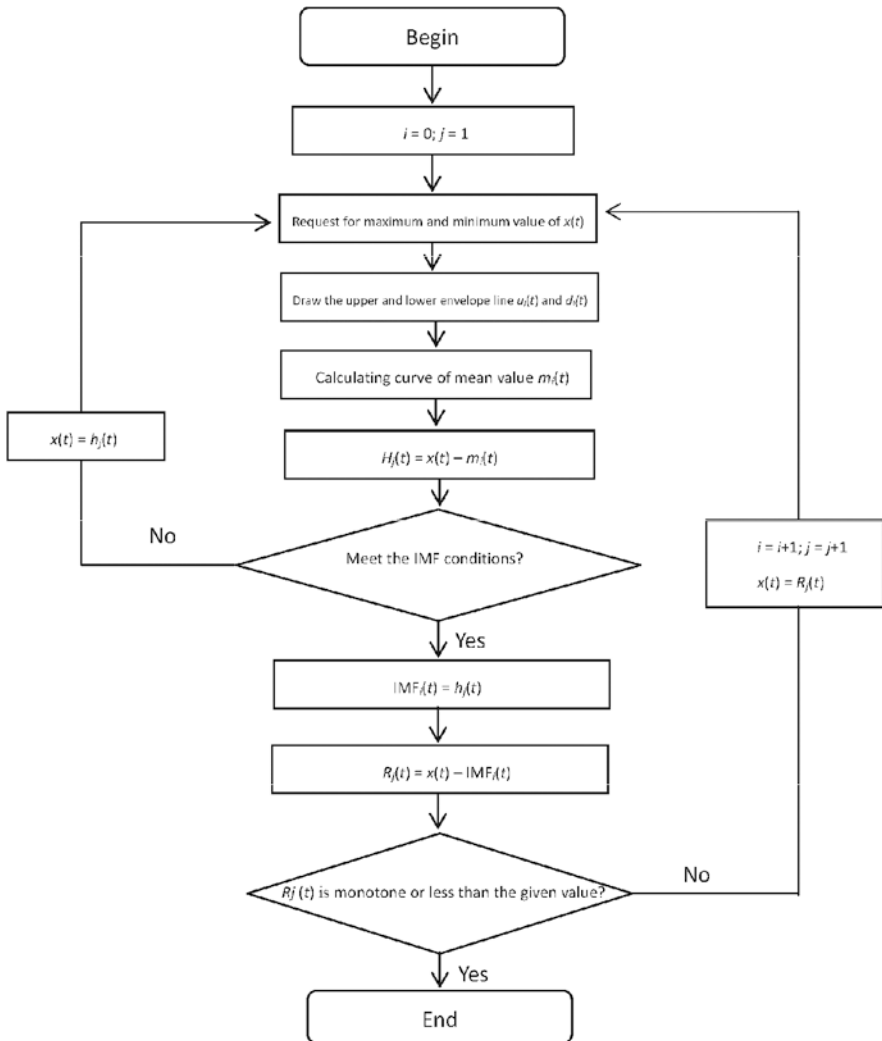 Begin
i = 0; j = 1
Request for maximum and minimum value of x(t)
Draw the upper and lower envelope line uᵢ(t) and dᵢ(t)
Calculating curve of mean value mᵢ(t)
x(t) = hⱼ(t)
Hⱼ(t) = x(t) – mᵢ(t)
No
Meet the IMF conditions?
i = i+1; j = j+1
x(t) = Rⱼ(t)
Yes
IMFᵢ(t) = hⱼ(t)
Rⱼ(t) = x(t) – IMFᵢ(t)
Rj (t) is monotone or less than the given value?
No
Yes
End